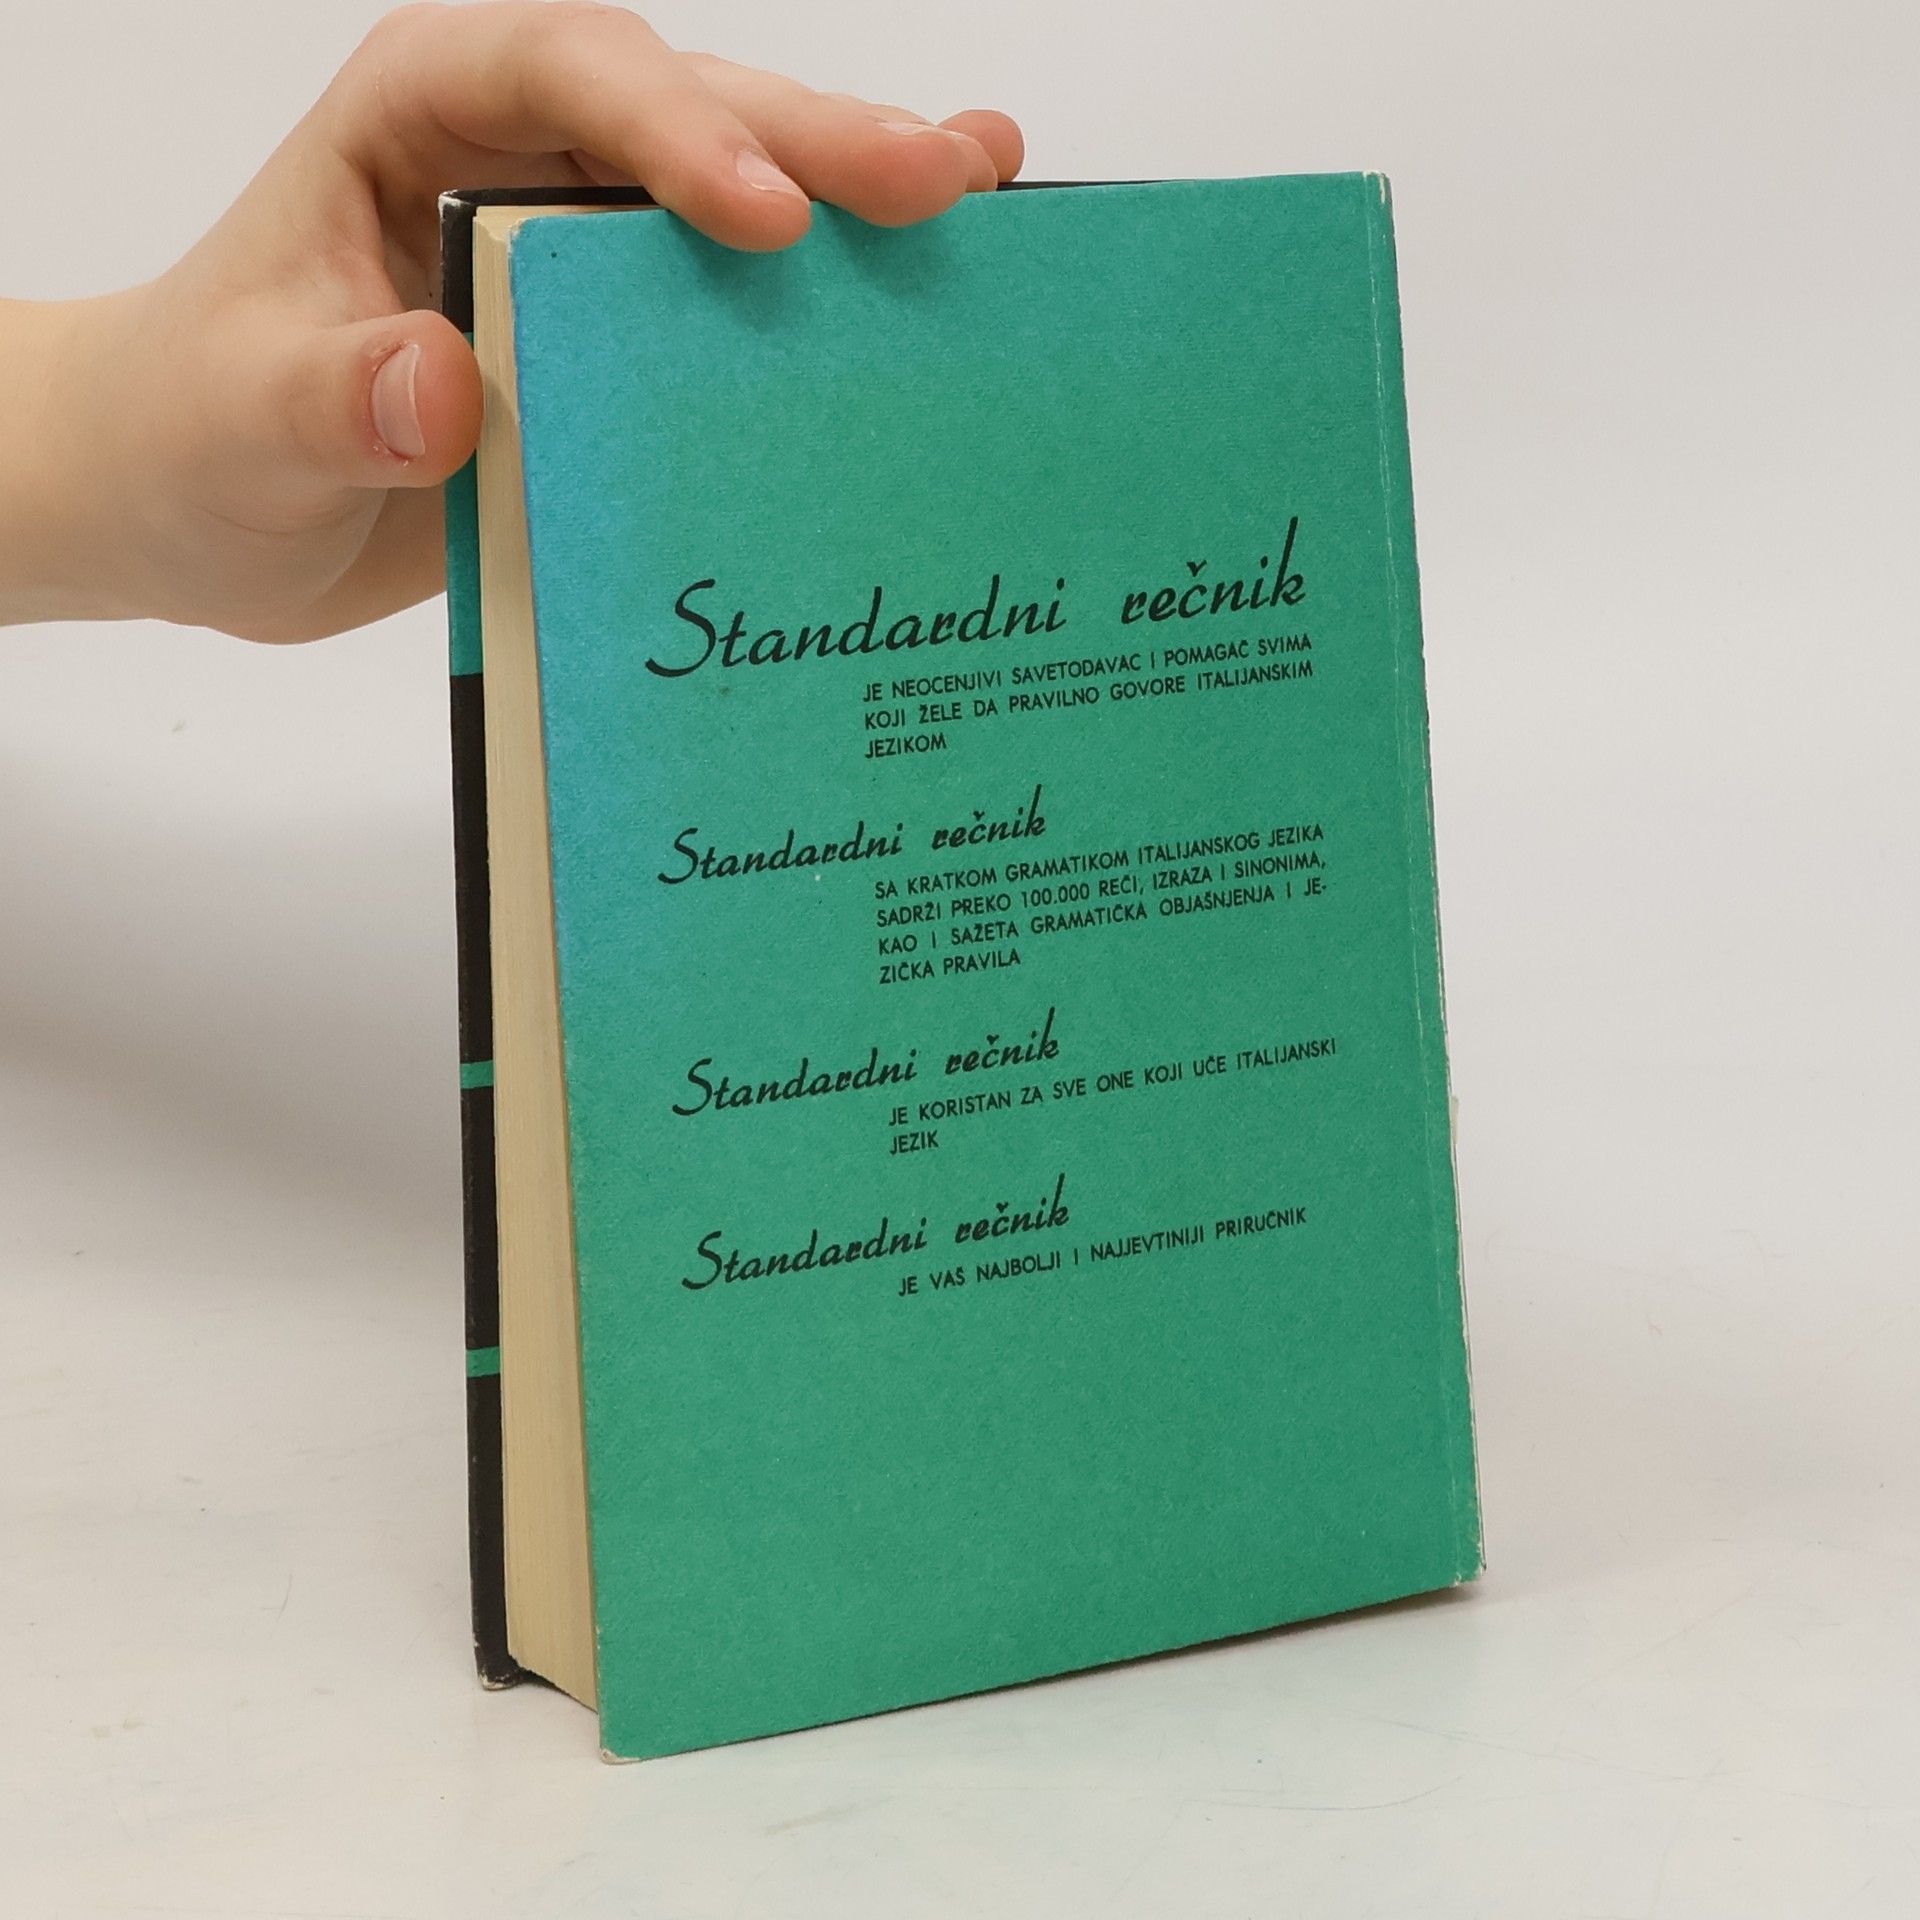 Standardni rečnik
JE NEOCENJIVI SAVETODAVAC I POMAGAČ SVIMA
KOJI ŽELE DA PRAVILNO GOVORE ITALIJANSKIM
JEZIKOM
Standardni rečnik
SA KRATKOM GRAMATIKOM ITALIJANSKOG JEZIKA
SADRŽI PREKO 100.000 REČI, IZRAZA I SINONIMA,
KAO I SAŽETA GRAMATIČKA OBJAŠNJENJA I JE-
ZIČKA PRAVILA
Standardni rečnik
JE KORISTAN ZA SVE ONE KOJI UČE ITALIJANSKI
JEZIK
Standardni rečnik
JE VAŠ NAJBOLJI I NAJJEVTINIJI PRIRUČNIK